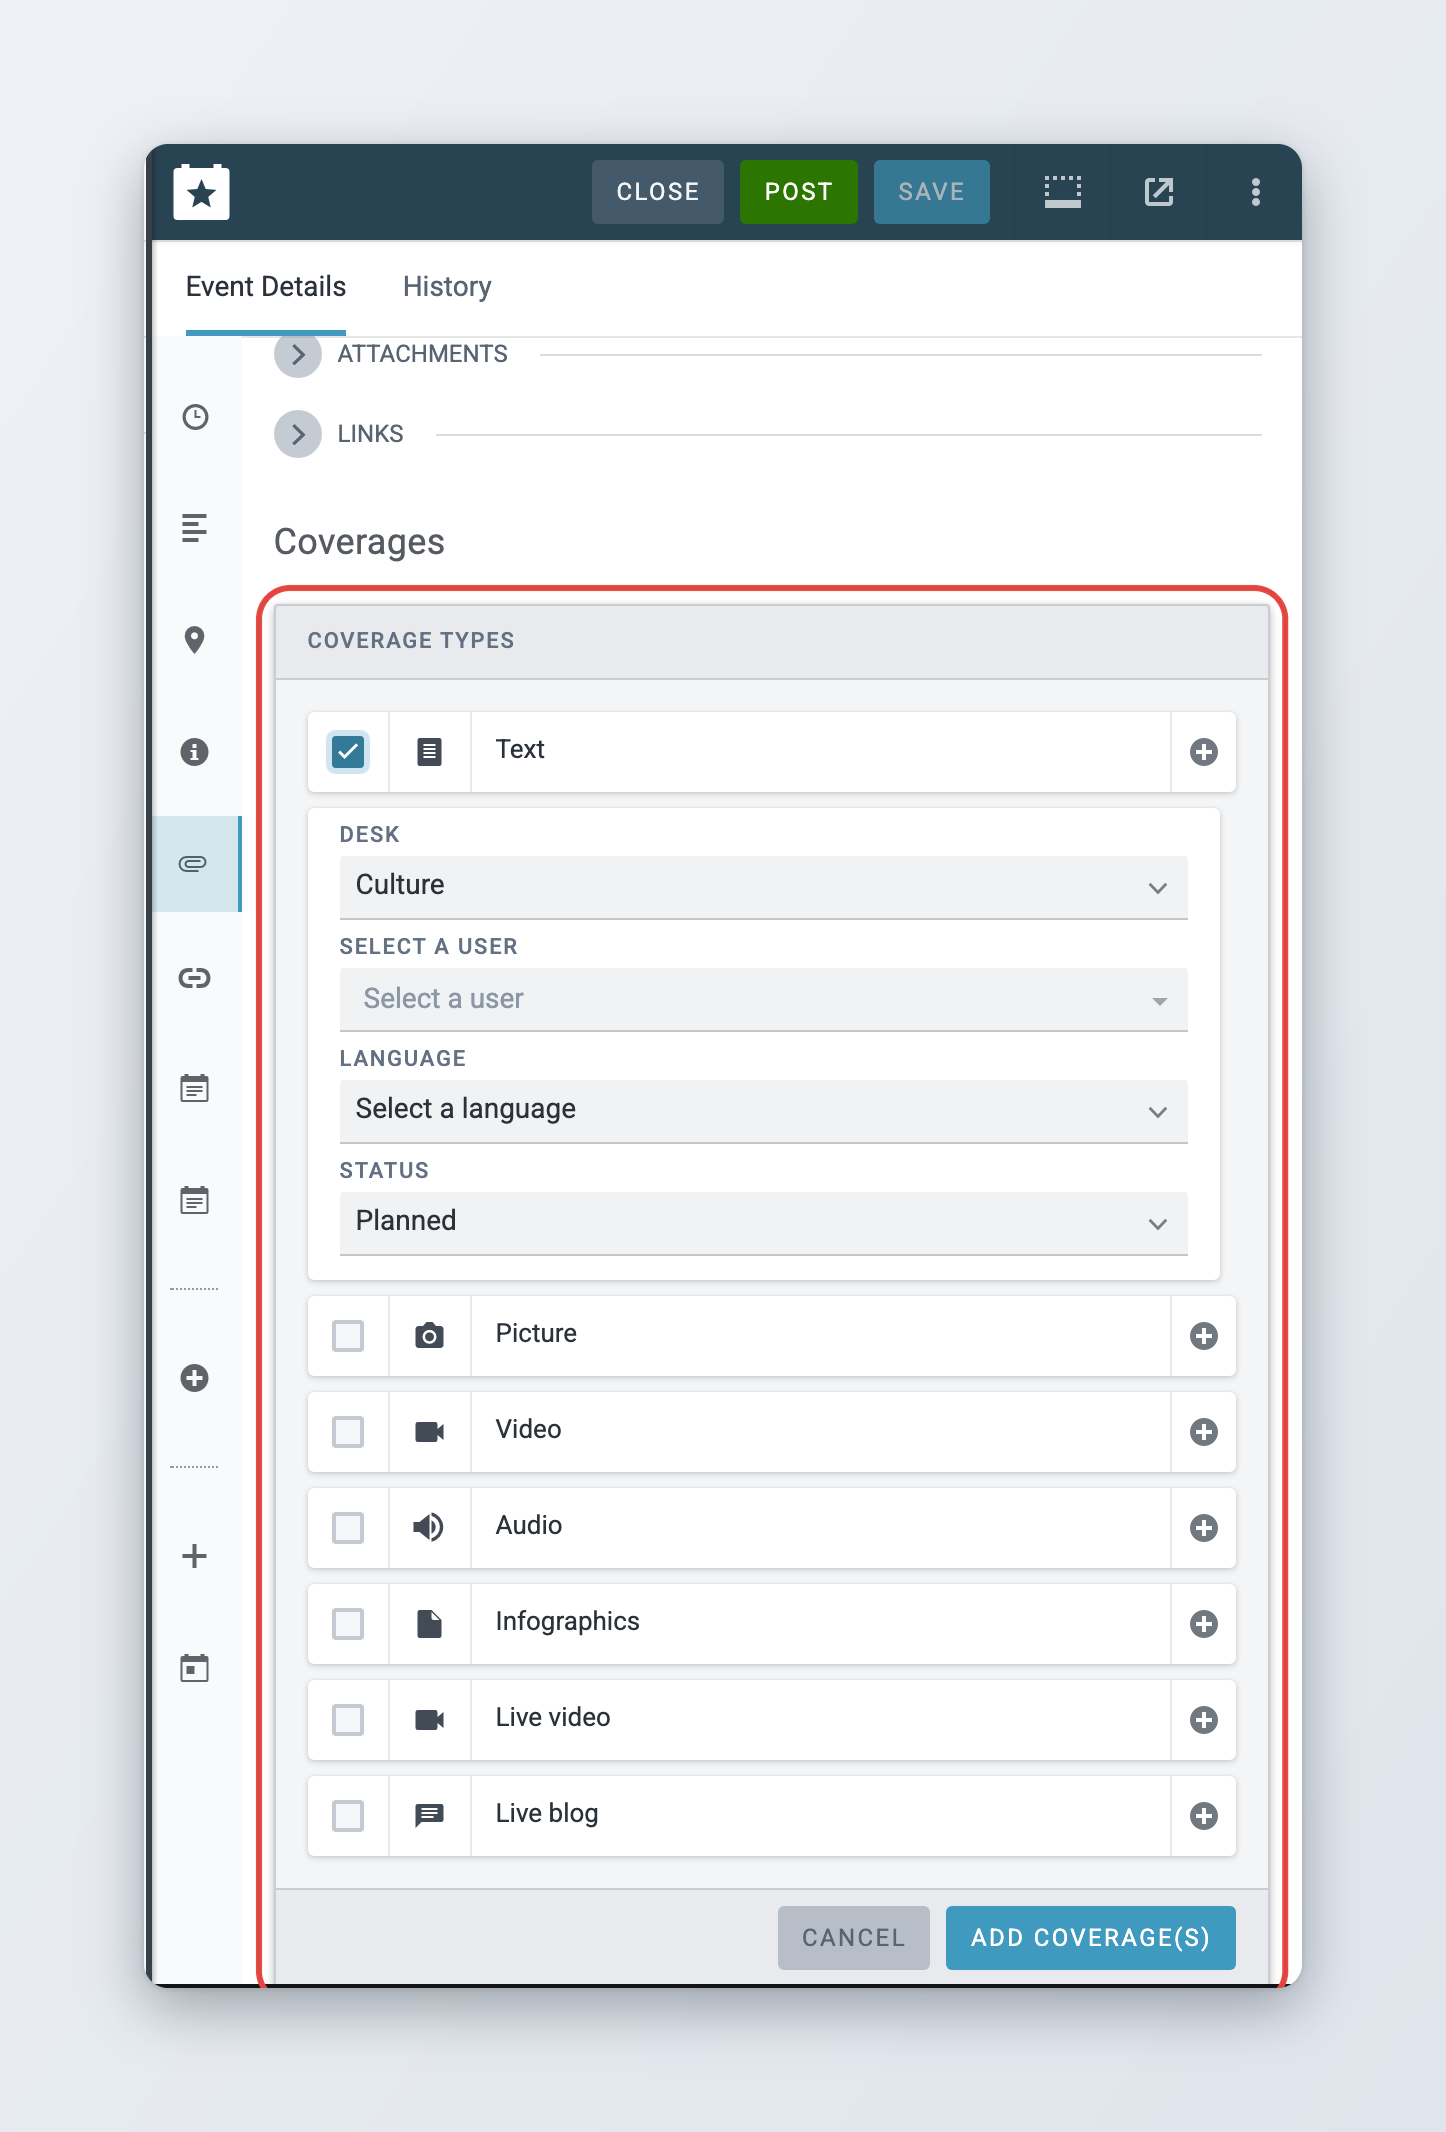 CLOSE
POST
SAVE
Event Details
History
ATTACHMENTS
LINKS
Coverages
COVERAGE TYPES
Text
DESK
Culture
SELECT A USER
Select a user
LANGUAGE
Select a language
STATUS
Planned
Picture
Video
Audio
Infographics
Live video
Live blog
CANCEL
ADD COVERAGE(S)